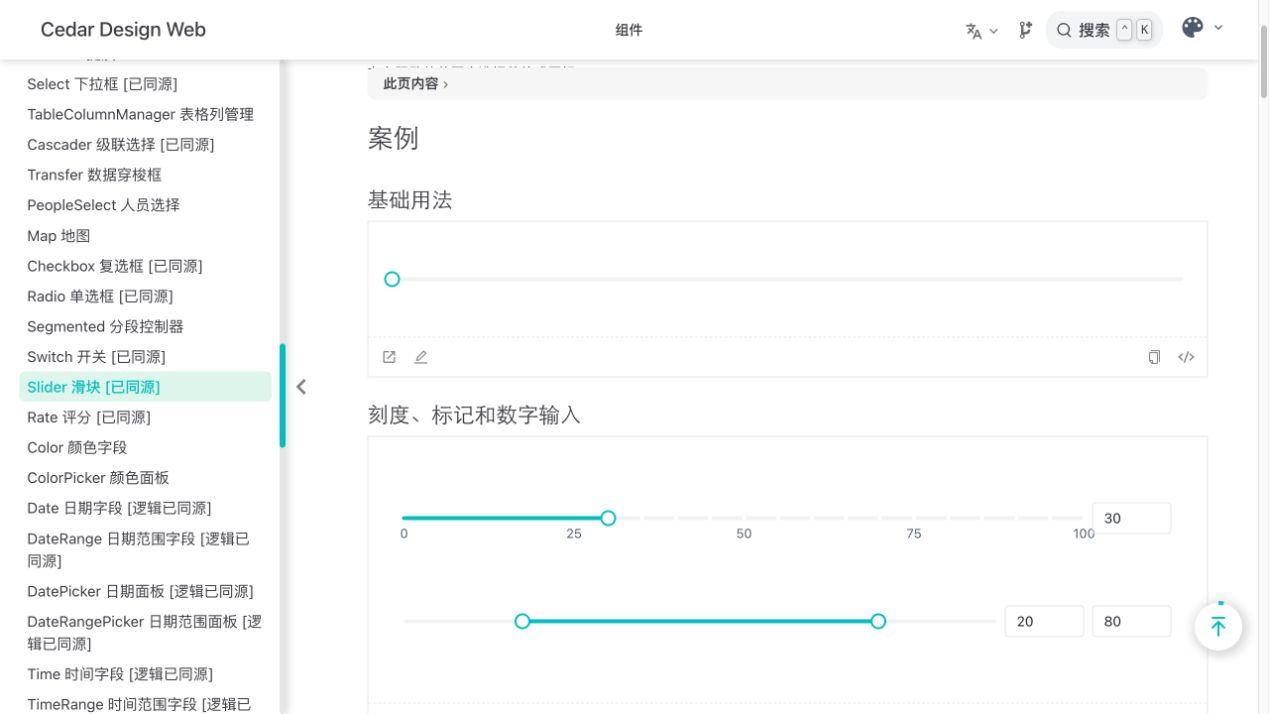 Cedar Design Web
组件
搜索
^
K
Select 下拉框 [已同源]
TableColumnManager 表格列管理
Cascader 级联选择 [已同源]
Transfer 数据穿梭框
PeopleSelect 人员选择
Map 地图
Checkbox 复选框 [已同源]
Radio 单选框 [已同源]
Segmented 分段控制器
Switch 开关 [已同源]
Slider 滑块 [已同源]
Rate 评分 [已同源]
Color 颜色字段
ColorPicker 颜色面板
Date 日期字段 [逻辑已同源]
DateRange 日期范围字段 [逻辑已
同源]
DatePicker 日期面板 [逻辑已同源]
DateRangePicker 日期范围面板 [逻
辑已同源]
Time 时间字段 [逻辑已同源]
TimeRange 时间范围字段 [逻辑已
此页内容 ›
案例
基础用法
刻度、标记和数字输入
30
0 25 50 75 100
20 80